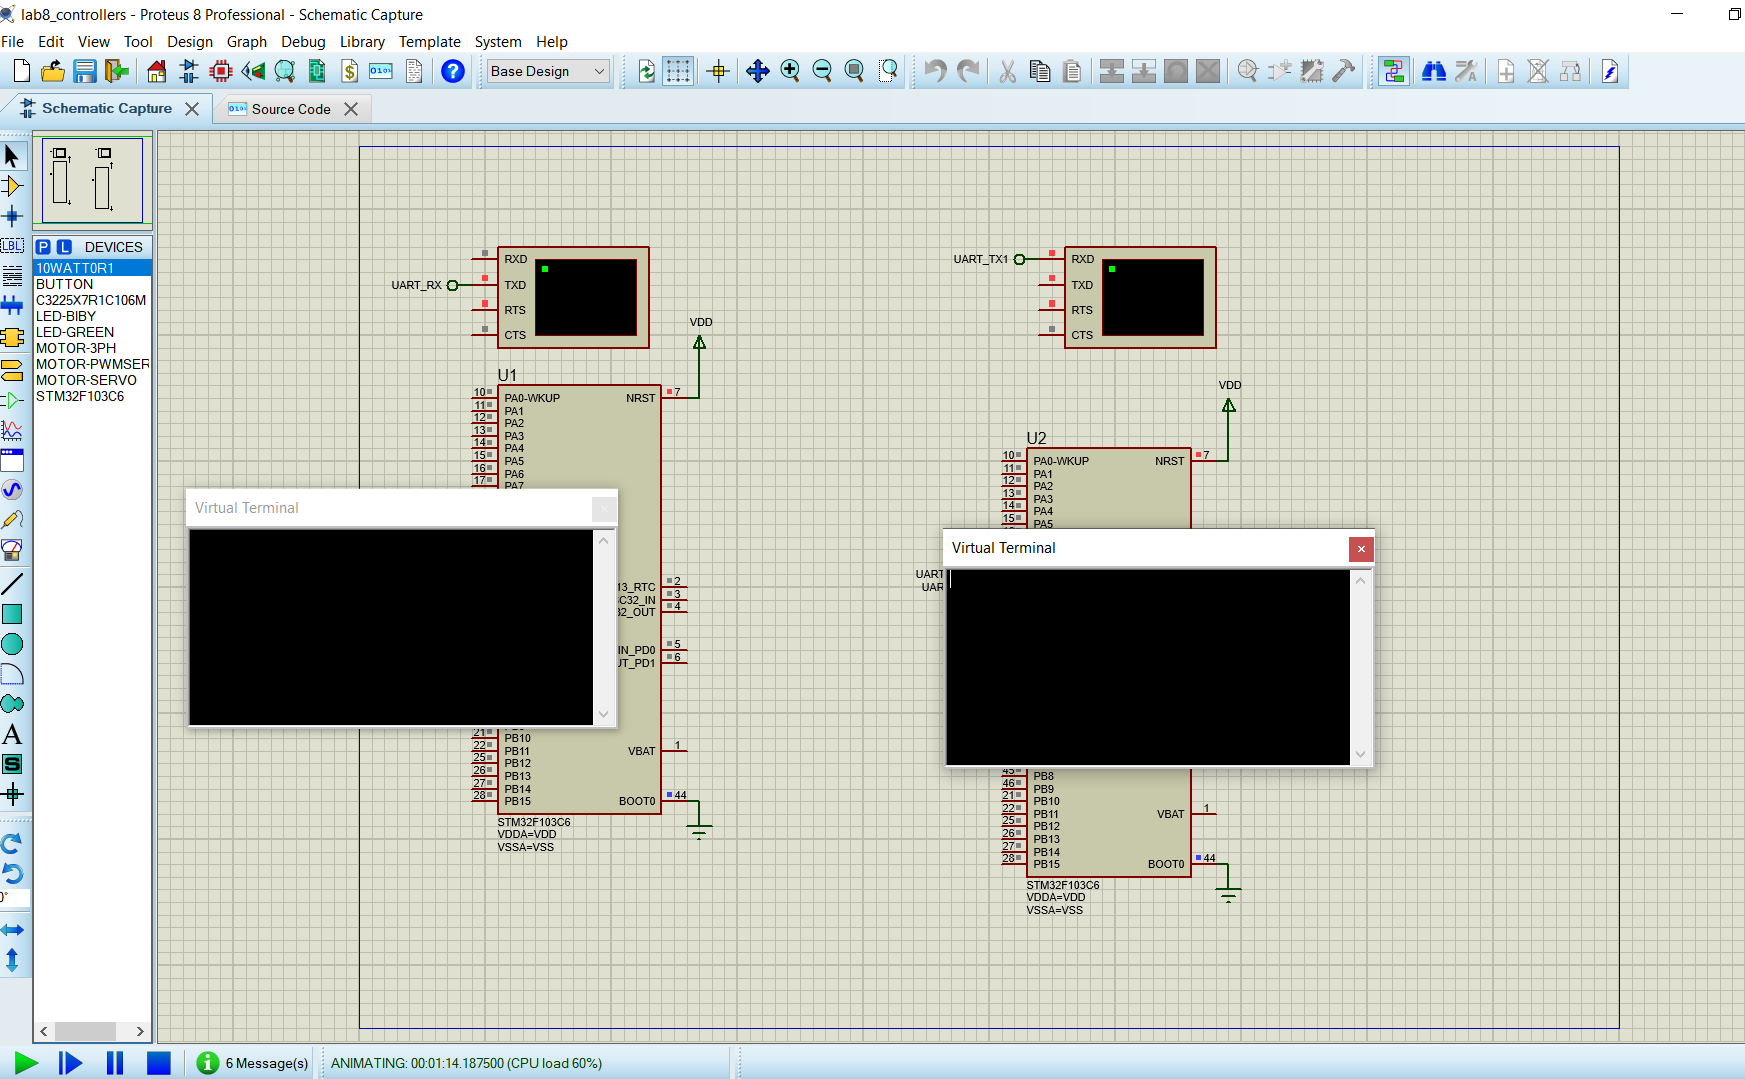 lab8_controllers - Proteus 8 Professional - Schematic Capture
File Edit View Tool Design Graph Debug Library Template System Help
Base Design
Schematic Capture
Source Code
P L DEVICES
10WATT0R1
BUTTON
C3225X7R1C106M
LED-BIBY
LED-GREEN
MOTOR-3PH
MOTOR-PWMSER
MOTOR-SERVO
STM32F103C6
LBL
A
S
0°
UART_RX
RXD
TXD
RTS
CTS
VDD
U1
10 PA0-WKUP NRST 7
11 PA1
12 PA2
13 PA3
14 PA4
15 PA5
16 PA6
17 PA7
Virtual Terminal
13_RTC 2
C32_IN 3
32_OUT 4
IN_PD0 5
UT_PD1 6
21 PB10
22 PB11 VBAT 1
25 PB12
26 PB13
27 PB14
28 PB15 BOOT0 44
STM32F103C6
VDDA=VDD
VSSA=VSS
UART_TX1
RXD
TXD
RTS
CTS
VDD
U2
10 PA0-WKUP NRST 7
11 PA1
12 PA2
13 PA3
14 PA4
15 PA5
Virtual Terminal
UART
UAR
45 PB8
46 PB9
21 PB10
22 PB11 VBAT 1
25 PB12
26 PB13
27 PB14
28 PB15 BOOT0 44
STM32F103C6
VDDA=VDD
VSSA=VSS
6 Message(s)
ANIMATING: 00:01:14.187500 (CPU load 60%)